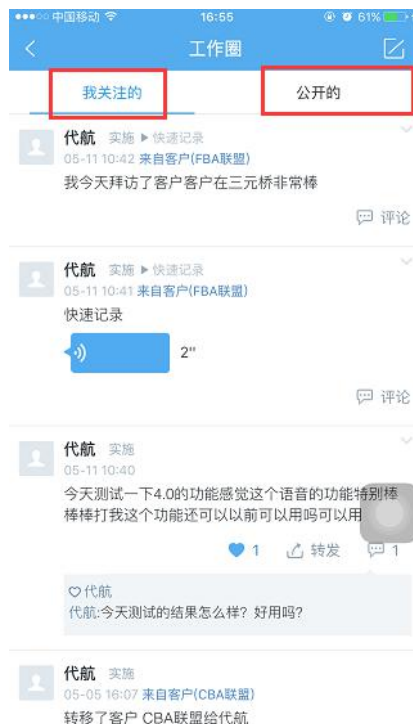 中国移动 16:55 61%
工作圈
我关注的 公开的
代航 实施 ▶ 快速记录
05-11 10:42 来自客户(FBA联盟)
我今天拜访了客户客户在三元桥非常棒
评论
代航 实施 ▶ 快速记录
05-11 10:41 来自客户(FBA联盟)
快速记录
2''
评论
代航 实施
05-11 10:40
今天测试一下4.0的功能感觉这个语音的功能特别棒
棒棒打我这个功能还可以以前可以用吗可以用
1 转发 1
代航
代航:今天测试的结果怎么样？好用吗？
代航 实施
05-05 16:07 来自客户(CBA联盟)
转移了客户 CBA联盟给代航